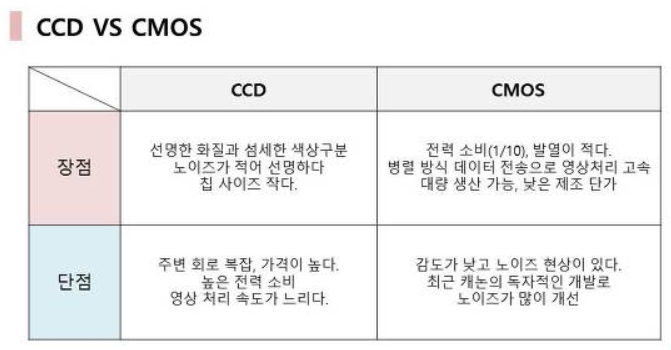 CCD VS CMOS
CCD
CMOS
장점
선명한 화질과 섬세한 색상구분
노이즈가 적어 선명하다
칩 사이즈 작다.
전력 소비(1/10), 발열이 적다.
병렬 방식 데이터 전송으로 영상처리 고속
대량 생산 가능, 낮은 제조 단가
단점
주변 회로 복잡, 가격이 높다.
높은 전력 소비
영상 처리 속도가 느리다.
감도가 낮고 노이즈 현상이 있다.
최근 캐논의 독자적인 개발로
노이즈가 많이 개선